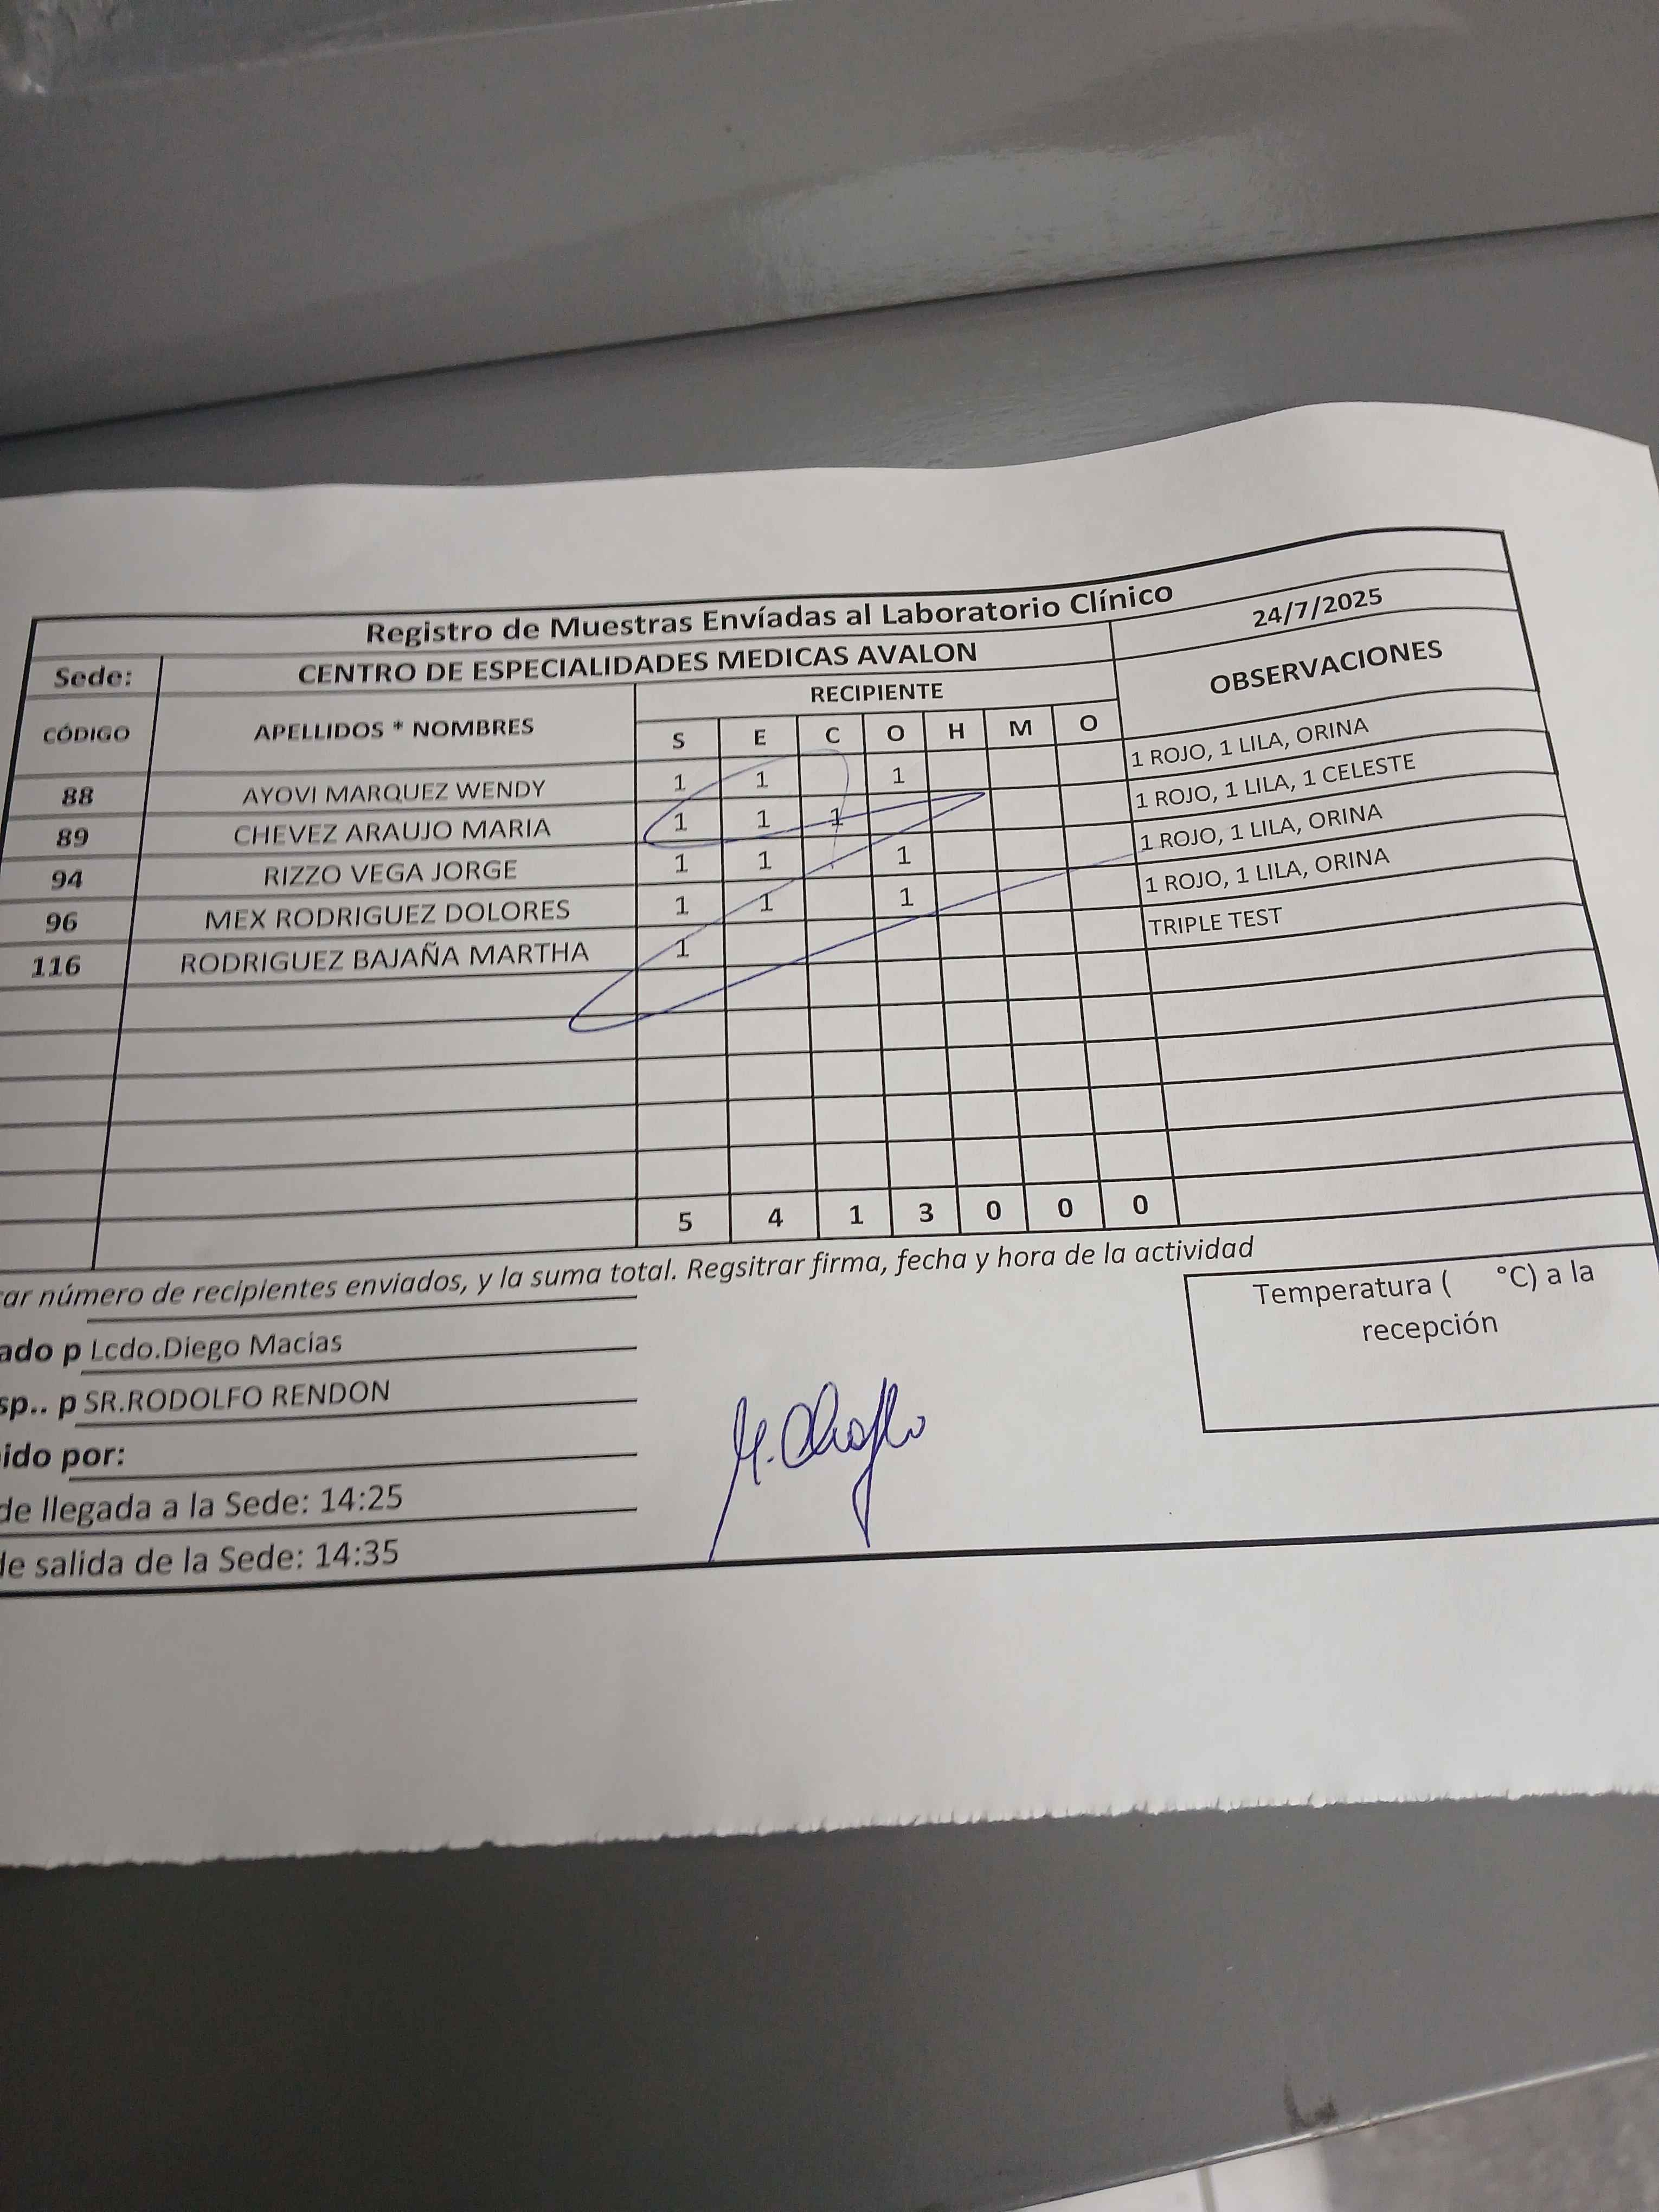 Registro de Muestras Envíadas al Laboratorio Clínico
Sede: CENTRO DE ESPECIALIDADES MEDICAS AVALON 24/7/2025
CÓDIGO APELLIDOS * NOMBRES RECIPIENTE OBSERVACIONES
S E C O H M O
88 AYOVI MARQUEZ WENDY 1 1 1 1 ROJO, 1 LILA, ORINA
89 CHEVEZ ARAUJO MARIA 1 1 1 1 ROJO, 1 LILA, 1 CELESTE
94 RIZZO VEGA JORGE 1 1 1 1 ROJO, 1 LILA, ORINA
96 MEX RODRIGUEZ DOLORES 1 1 1 1 ROJO, 1 LILA, ORINA
116 RODRIGUEZ BAJAÑA MARTHA 1 TRIPLE TEST
5 4 1 3 0 0 0
ar número de recipientes enviados, y la suma total. Regsitrar firma, fecha y hora de la actividad
Temperatura ( °C) a la
recepción
ado p Lcdo.Diego Macias
sp.. p SR.RODOLFO RENDON
ido por:
de llegada a la Sede: 14:25
de salida de la Sede: 14:35